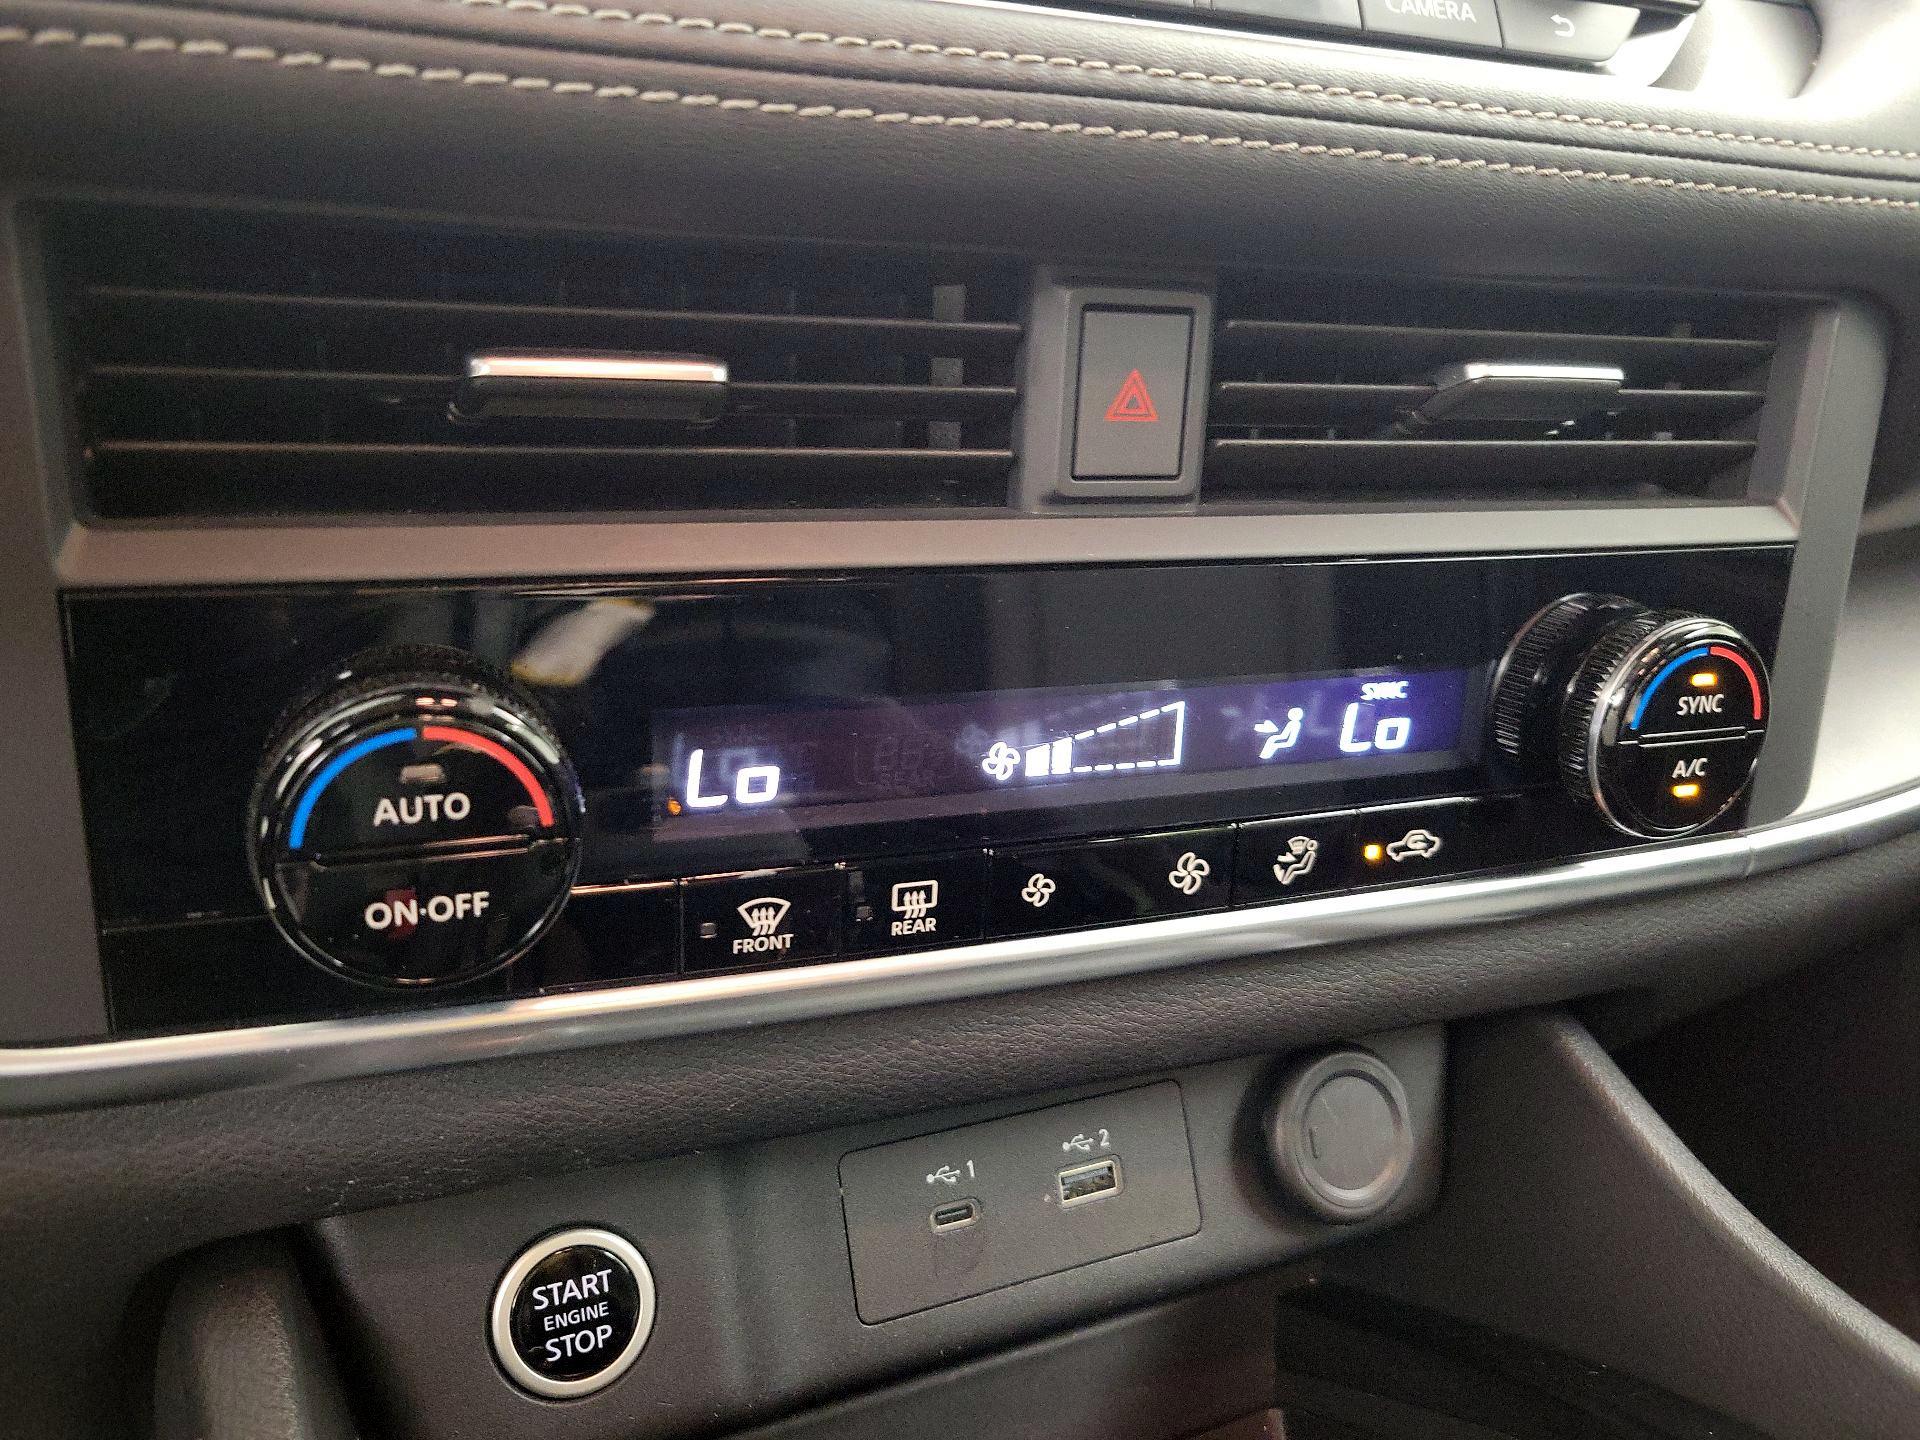 CAMERA
SYNC
Lo
Lo
SYNC
A/C
AUTO
ON·OFF
FRONT
REAR
1
2
START
ENGINE
STOP